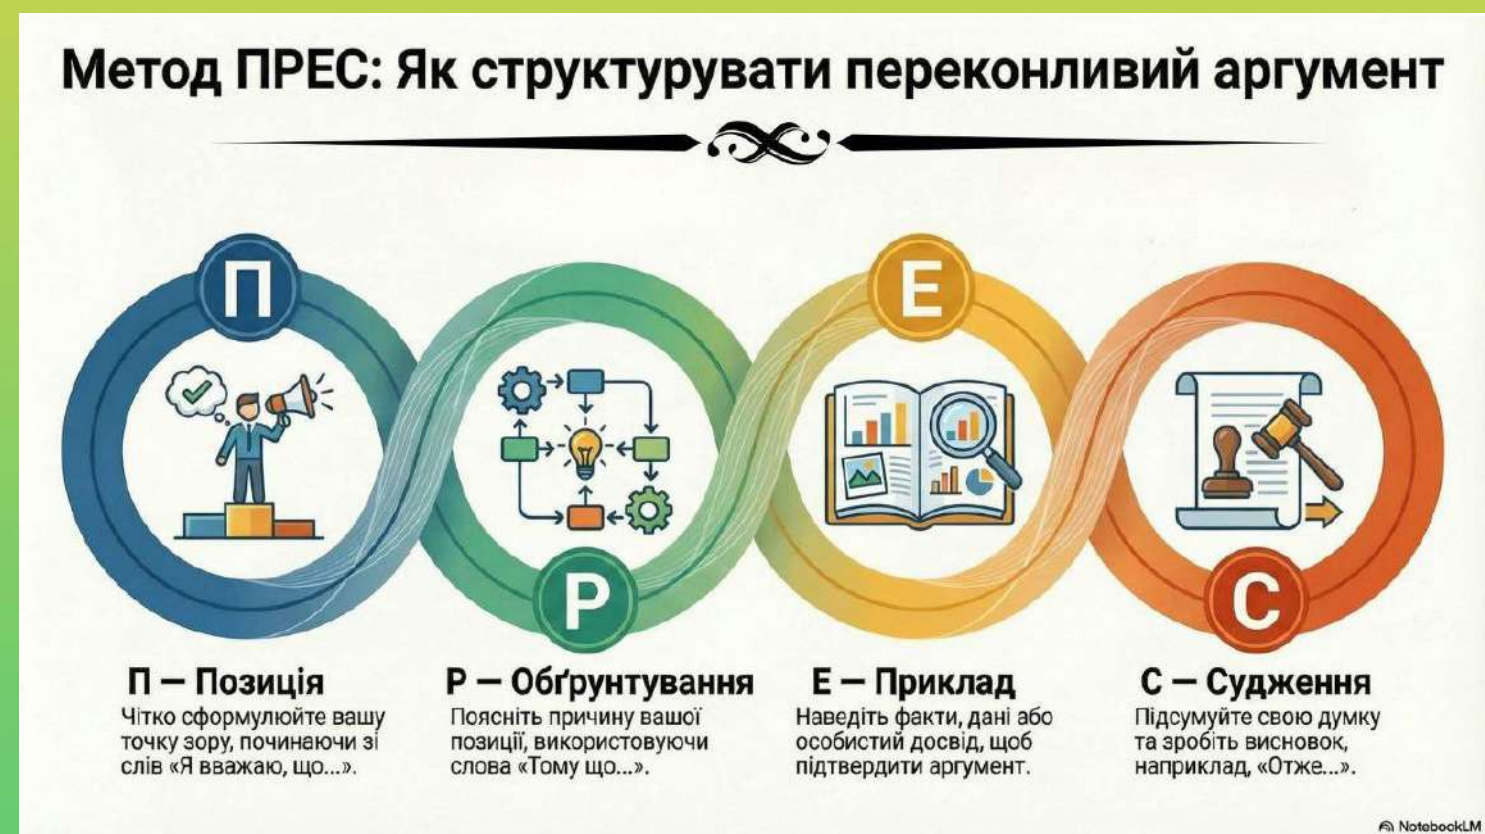 Метод ПРЕС: Як структурувати переконливий аргумент
П
Е
Р
С
П — Позиція
Чітко сформулюйте вашу
точку зору, починаючи зі
слів «Я вважаю, що...».
Р — Обґрунтування
Поясніть причину вашої
позиції, використовуючи
слова «Тому що...».
Е — Приклад
Наведіть факти, дані або
особистий досвід, щоб
підтвердити аргумент.
С — Судження
Підсумуйте свою думку
та зробіть висновок,
наприклад, «Отже...».
NotebookLM